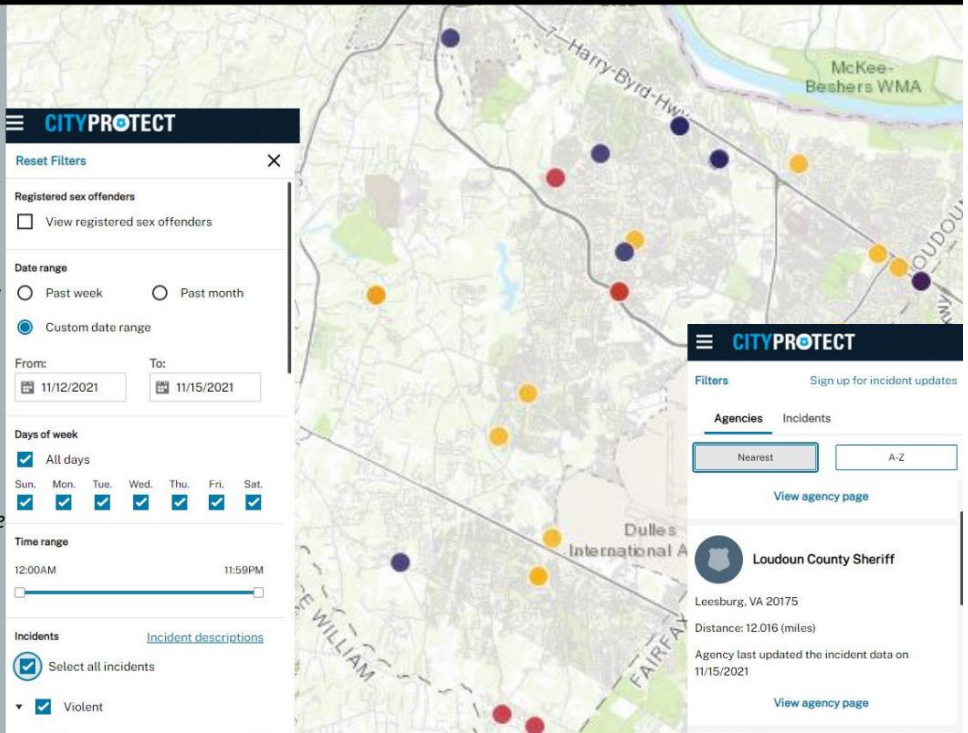 7
Harry-Byrd-Hwy
McKee-
Beshers WMA
CITYPROTECT
Reset Filters
Registered sex offenders
View registered sex offenders
Date range
Past week Past month
Custom date range
From: To:
11/12/2021 11/15/2021
Days of week
All days
Sun. Mon. Tue. Wed. Thu. Fri. Sat.
Time range
12:00AM 11:59PM
Incidents Incident descriptions
Select all incidents
Violent
Dulles
International A
CE WILLIAM
FAIRFAX
LOUDOUN
CITYPROTECT
Filters Sign up for incident updates
Agencies Incidents
Nearest A-Z
View agency page
Loudoun County Sheriff
Leesburg, VA 20175
Distance: 12.016 (miles)
Agency last updated the incident data on
11/15/2021
View agency page